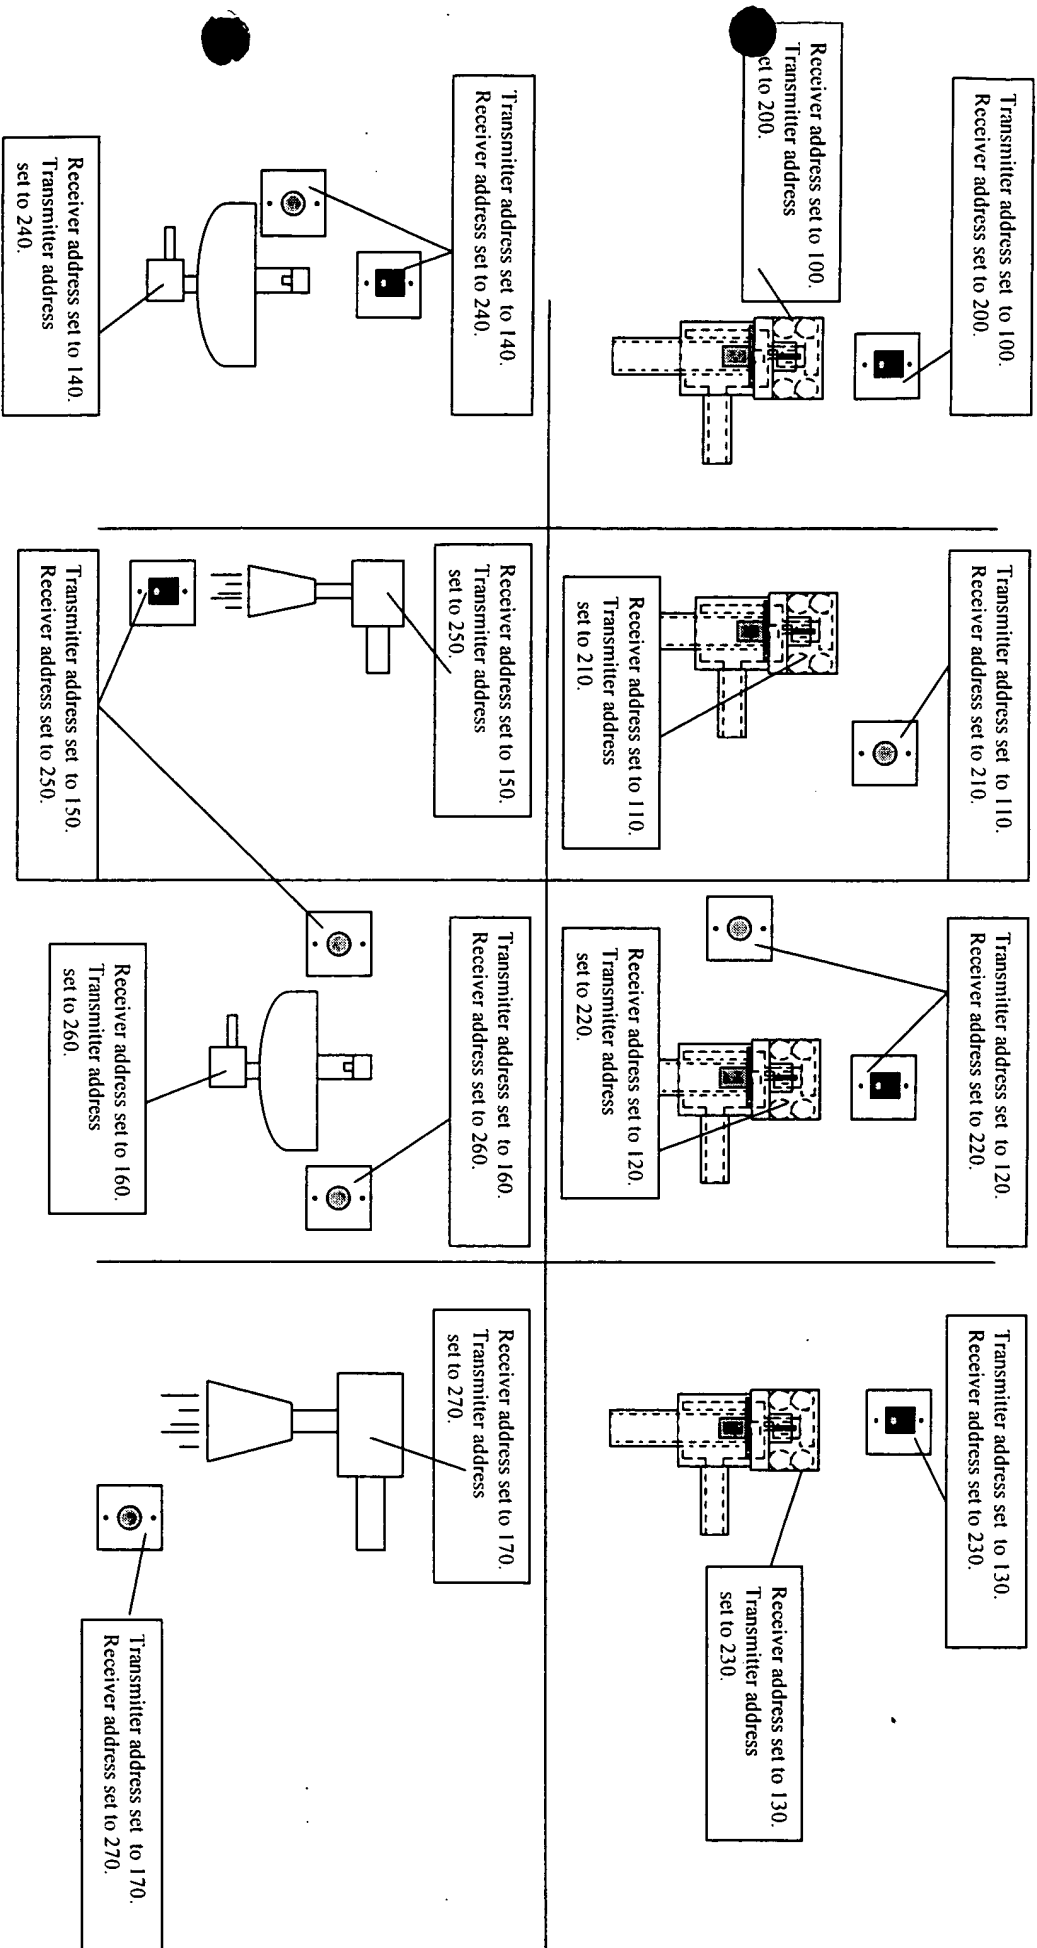 Transmitter address set to 100.
Receiver address set to 200.
Receiver address set to 100.
Transmitter address
set to 200.
Transmitter address set to 110.
Receiver address set to 210.
Receiver address set to 110.
Transmitter address
set to 210.
Transmitter address set to 120.
Receiver address set to 220.
Receiver address set to 120.
Transmitter address
set to 220.
Transmitter address set to 130.
Receiver address set to 230.
Receiver address set to 130.
Transmitter address
set to 230.
Transmitter address set to 140.
Receiver address set to 240.
Receiver address set to 140.
Transmitter address
set to 240.
Receiver address set to 150.
Transmitter address
set to 250.
Transmitter address set to 150.
Receiver address set to 250.
Transmitter address set to 160.
Receiver address set to 260.
Receiver address set to 160.
Transmitter address
set to 260.
Receiver address set to 170.
Transmitter address
set to 270.
Transmitter address set to 170.
Receiver address set to 270.